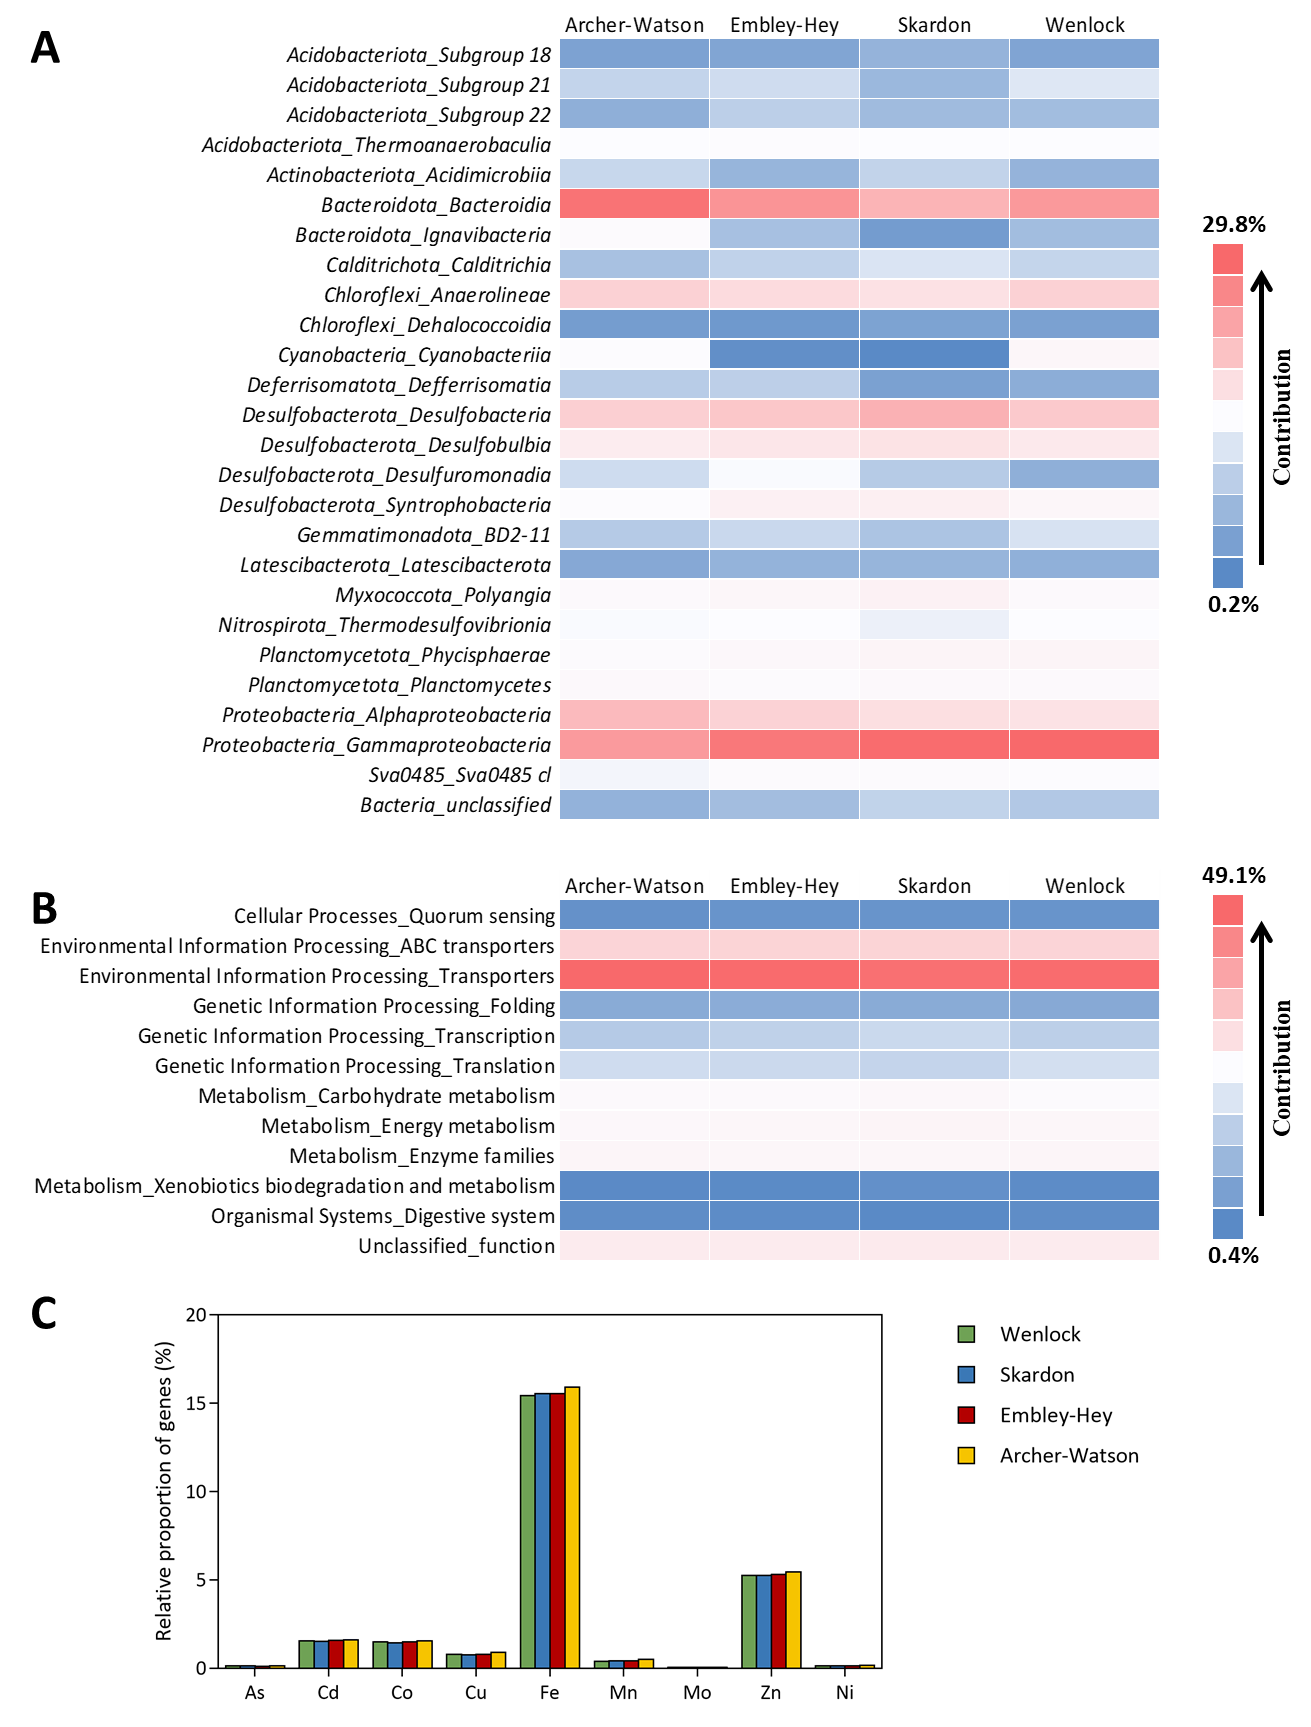 A
Archer-Watson Embley-Hey Skardon Wenlock
Acidobacteriota_Subgroup 18
Acidobacteriota_Subgroup 21
Acidobacteriota_Subgroup 22
Acidobacteriota_Thermoanaerobaculia
Actinobacteriota_Acidimicrobiia
Bacteroidota_Bacteroidia
Bacteroidota_Ignavibacteria
Calditrichota_Calditrichia
Chloroflexi_Anaerolineae
Chloroflexi_Dehalococcoidia
Cyanobacteria_Cyanobacteriia
Deferrisomatota_Defferrisomatia
Desulfobacterota_Desulfobacteria
Desulfobacterota_Desulfobulbia
Desulfobacterota_Desulfuromonadia
Desulfobacterota_Syntrophobacteria
Gemmatimonadota_BD2-11
Latescibacterota_Latescibacterota
Myxococcota_Polyangia
Nitrospirota_Thermodesulfovibrionia
Planctomycetota_Phycisphaerae
Planctomycetota_Planctomycetes
Proteobacteria_Alphaproteobacteria
Proteobacteria_Gammaproteobacteria
Sva0485_Sva0485 cl
Bacteria_unclassified
29.8%
Contribution
0.2%
B
Archer-Watson Embley-Hey Skardon Wenlock
Cellular Processes_Quorum sensing
Environmental Information Processing_ABC transporters
Environmental Information Processing_Transporters
Genetic Information Processing_Folding
Genetic Information Processing_Transcription
Genetic Information Processing_Translation
Metabolism_Carbohydrate metabolism
Metabolism_Energy metabolism
Metabolism_Enzyme families
Metabolism_Xenobiotics biodegradation and metabolism
Organismal Systems_Digestive system
Unclassified_function
49.1%
Contribution
0.4%
C
Relative proportion of genes (%)
20
15
10
5
0
As Cd Co Cu Fe Mn Mo Zn Ni
Wenlock
Skardon
Embley-Hey
Archer-Watson